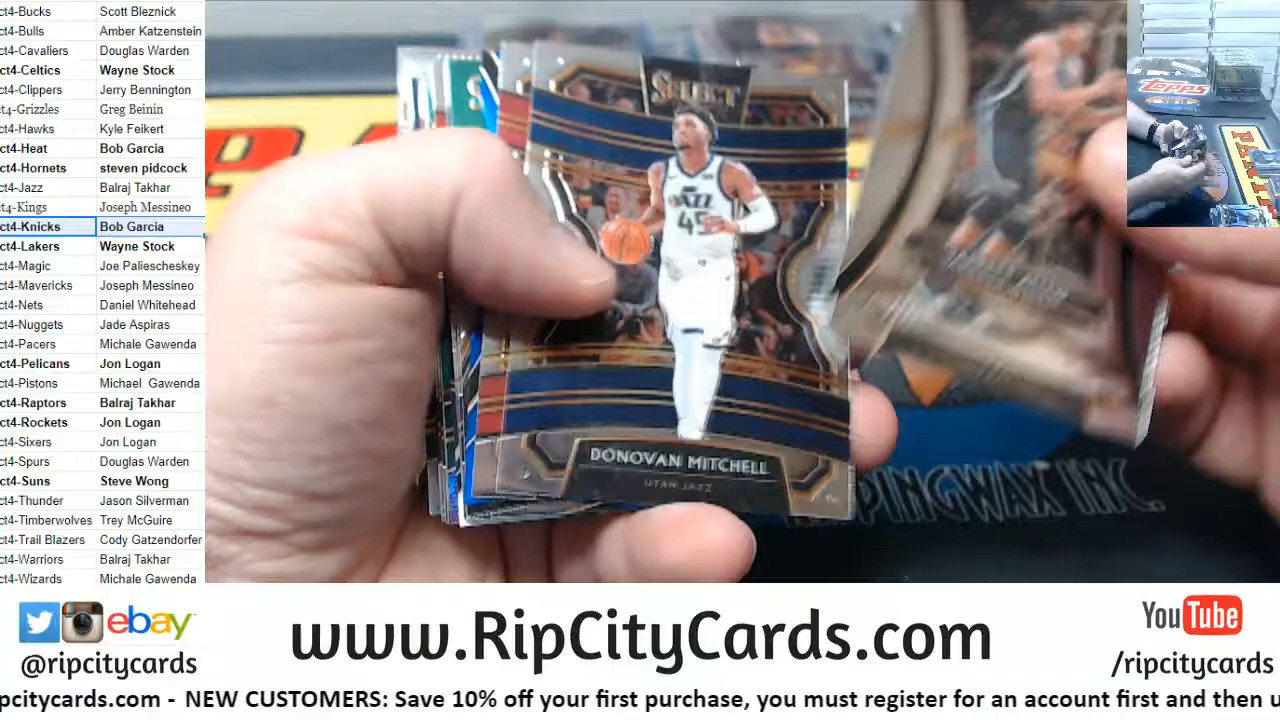 ct4-Bucks Scott Bleznick
ct4-Bulls Amber Katzenstein
ct4-Cavaliers Douglas Warden
ct4-Celtics Wayne Stock
ct4-Clippers Jerry Bennington
ct4-Grizzles Greg Beinin
ct4-Hawks Kyle Feikert
ct4-Heat Bob Garcia
ct4-Hornets steven pidcock
ct4-Jazz Balraj Takhar
ct4-Kings Joseph Messineo
ct4-Knicks Bob Garcia
ct4-Lakers Wayne Stock
ct4-Magic Joe Paliescheskey
ct4-Mavericks Joseph Messineo
ct4-Nets Daniel Whitehead
ct4-Nuggets Jade Aspiras
ct4-Pacers Michale Gawenda
ct4-Pelicans Jon Logan
ct4-Pistons Michael Gawenda
ct4-Raptors Balraj Takhar
ct4-Rockets Jon Logan
ct4-Sixers Jon Logan
ct4-Spurs Douglas Warden
ct4-Suns Steve Wong
ct4-Thunder Jason Silverman
ct4-Timberwolves Trey McGuire
ct4-Trail Blazers Cody Gatzendorfer
ct4-Warriors Balraj Takhar
ct4-Wizards Michale Gawenda
SELECT
JAZZ
45
DONOVAN MITCHELL
UTAH JAZZ
PPINGWAX INC.
Topps
PANI
ebay
@ripcitycards
www.RipCityCards.com
YouTube
/ripcitycards
pcitycards.com - NEW CUSTOMERS: Save 10% off your first purchase, you must register for an account first and then u